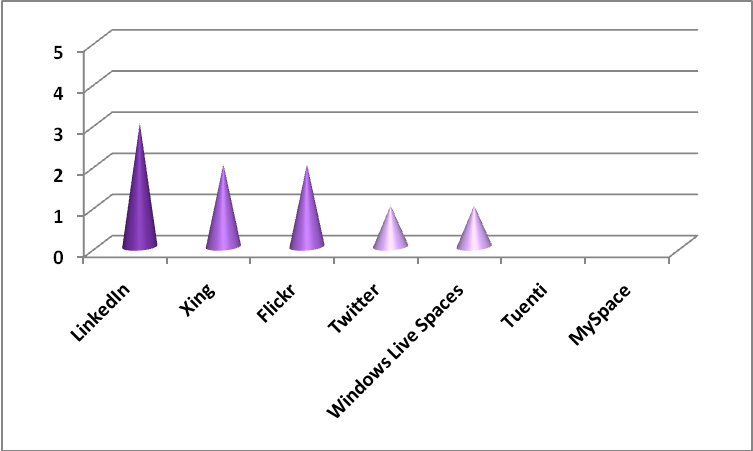 5
4
3
2
1
0
LinkedIn
Xing
Flickr
Twitter
Windows Live Spaces
Tuenti
MySpace